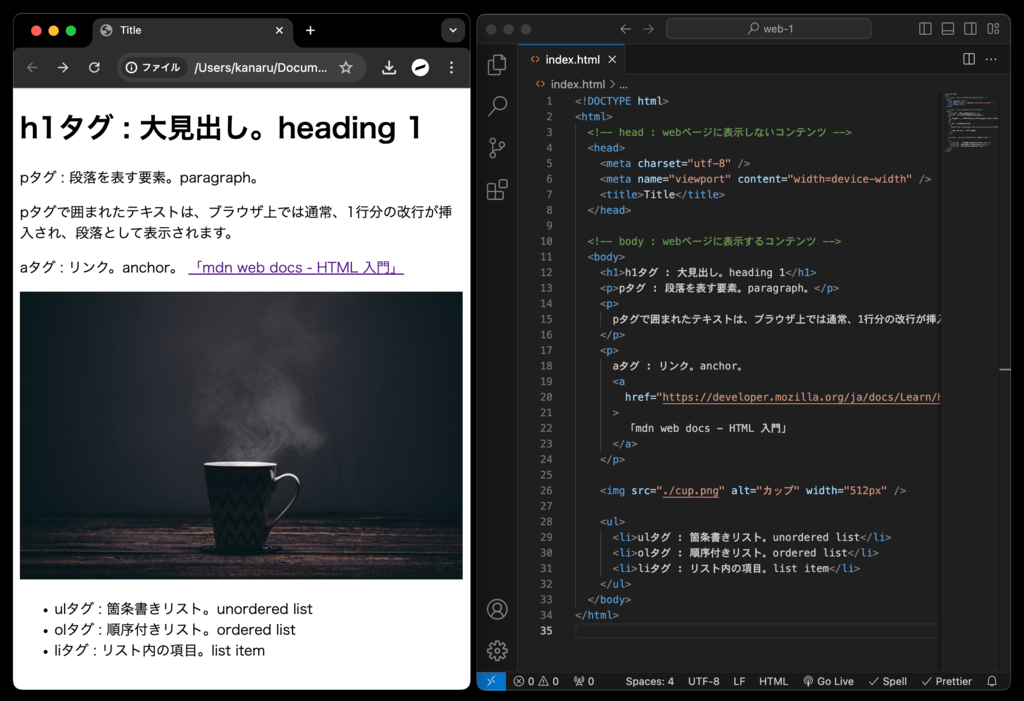 Title
ファイル
/Users/kanaru/Docum...
h1タグ : 大見出し。heading 1
pタグ : 段落を表す要素。paragraph。
pタグで囲まれたテキストは、ブラウザ上では通常、1行分の改行が挿
入され、段落として表示されます。
aタグ : リンク。anchor。 「mdn web docs - HTML 入門」
• ulタグ : 箇条書きリスト。unordered list
• olタグ : 順序付きリスト。ordered list
• liタグ : リスト内の項目。list item
web-1
index.html
index.html > ...
1 <!DOCTYPE html>
2 <html>
3 <!-- head : webページに表示しないコンテンツ -->
4 <head>
5 <meta charset="utf-8" />
6 <meta name="viewport" content="width=device-width" />
7 <title>Title</title>
8 </head>
9
10 <!-- body : webページに表示するコンテンツ -->
11 <body>
12 <h1>h1タグ : 大見出し。heading 1</h1>
13 <p>pタグ : 段落を表す要素。paragraph。</p>
14 <p>
15 pタグで囲まれたテキストは、ブラウザ上では通常、1行分の改行が挿
16 </p>
17 <p>
18 aタグ : リンク。anchor。
19 <a
20 href="https://developer.mozilla.org/ja/docs/Learn/
21 >
22 「mdn web docs - HTML 入門」
23 </a>
24 </p>
25
26 <img src="./cup.png" alt="カップ" width="512px" />
27
28 <ul>
29 <li>ulタグ : 箇条書きリスト。unordered list</li>
30 <li>olタグ : 順序付きリスト。ordered list</li>
31 <li>liタグ : リスト内の項目。list item</li>
32 </ul>
33 </body>
34 </html>
35
0 0 0 Spaces: 4 UTF-8 LF HTML Go Live Spell Prettier